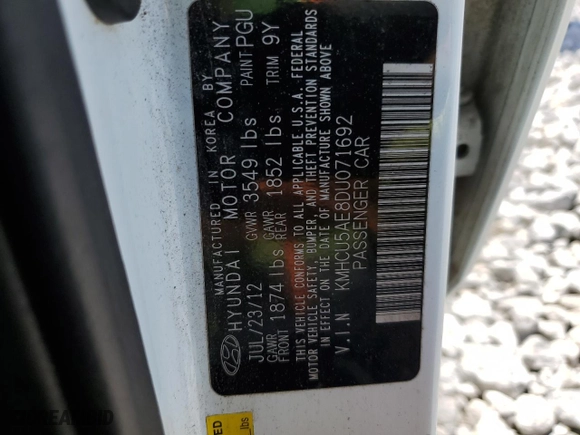 MANUFACTURED IN KOREA BY
HYUNDAI MOTOR COMPANY
JUL/23/12 GVWR 3549 lbs PAINT PGU
GAWR FRONT 1874 lbs GAWR REAR 1852 lbs TRIM 9Y
THIS VEHICLE CONFORMS TO ALL APPLICABLE U.S.A. FEDERAL
MOTOR VEHICLE SAFETY, BUMPER, AND THEFT PREVENTION STANDARDS
IN EFFECT ON THE DATE OF MANUFACTURE SHOWN ABOVE
V.I.N KMHCU5AE8DU071692
PASSENGER CAR
lbs